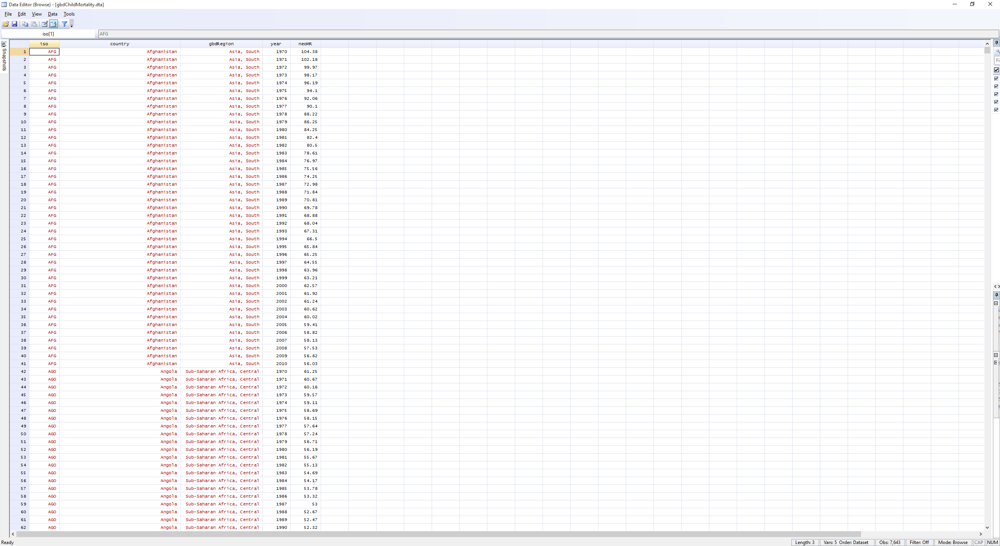 Data Editor (Browse) - [gbdChildMortality.dta]
File Edit View Data Tools
iso[1] AFG
Snapshots
iso country gbdRegion year neoMR
1 AFG Afghanistan Asia, South 1970 104.38
2 AFG Afghanistan Asia, South 1971 102.18
3 AFG Afghanistan Asia, South 1972 99.97
4 AFG Afghanistan Asia, South 1973 98.17
5 AFG Afghanistan Asia, South 1974 96.19
6 AFG Afghanistan Asia, South 1975 94.1
7 AFG Afghanistan Asia, South 1976 92.06
8 AFG Afghanistan Asia, South 1977 90.1
9 AFG Afghanistan Asia, South 1978 88.22
10 AFG Afghanistan Asia, South 1979 86.25
11 AFG Afghanistan Asia, South 1980 84.25
12 AFG Afghanistan Asia, South 1981 82.4
13 AFG Afghanistan Asia, South 1982 80.5
14 AFG Afghanistan Asia, South 1983 78.61
15 AFG Afghanistan Asia, South 1984 76.97
16 AFG Afghanistan Asia, South 1985 75.56
17 AFG Afghanistan Asia, South 1986 74.25
18 AFG Afghanistan Asia, South 1987 72.98
19 AFG Afghanistan Asia, South 1988 71.84
20 AFG Afghanistan Asia, South 1989 70.81
21 AFG Afghanistan Asia, South 1990 69.78
22 AFG Afghanistan Asia, South 1991 68.88
23 AFG Afghanistan Asia, South 1992 68.04
24 AFG Afghanistan Asia, South 1993 67.31
25 AFG Afghanistan Asia, South 1994 66.5
26 AFG Afghanistan Asia, South 1995 65.84
27 AFG Afghanistan Asia, South 1996 65.25
28 AFG Afghanistan Asia, South 1997 64.55
29 AFG Afghanistan Asia, South 1998 63.96
30 AFG Afghanistan Asia, South 1999 63.21
31 AFG Afghanistan Asia, South 2000 62.57
32 AFG Afghanistan Asia, South 2001 61.92
33 AFG Afghanistan Asia, South 2002 61.24
34 AFG Afghanistan Asia, South 2003 60.62
35 AFG Afghanistan Asia, South 2004 60.02
36 AFG Afghanistan Asia, South 2005 59.41
37 AFG Afghanistan Asia, South 2006 58.82
38 AFG Afghanistan Asia, South 2007 58.13
39 AFG Afghanistan Asia, South 2008 57.53
40 AFG Afghanistan Asia, South 2009 56.82
41 AFG Afghanistan Asia, South 2010 56.03
42 AGO Angola Sub-Saharan Africa, Central 1970 61.25
43 AGO Angola Sub-Saharan Africa, Central 1971 60.67
44 AGO Angola Sub-Saharan Africa, Central 1972 60.16
45 AGO Angola Sub-Saharan Africa, Central 1973 59.57
46 AGO Angola Sub-Saharan Africa, Central 1974 59.11
47 AGO Angola Sub-Saharan Africa, Central 1975 58.69
48 AGO Angola Sub-Saharan Africa, Central 1976 58.15
49 AGO Angola Sub-Saharan Africa, Central 1977 57.64
50 AGO Angola Sub-Saharan Africa, Central 1978 57.24
51 AGO Angola Sub-Saharan Africa, Central 1979 56.71
52 AGO Angola Sub-Saharan Africa, Central 1980 56.19
53 AGO Angola Sub-Saharan Africa, Central 1981 55.67
54 AGO Angola Sub-Saharan Africa, Central 1982 55.13
55 AGO Angola Sub-Saharan Africa, Central 1983 54.69
56 AGO Angola Sub-Saharan Africa, Central 1984 54.17
57 AGO Angola Sub-Saharan Africa, Central 1985 53.78
58 AGO Angola Sub-Saharan Africa, Central 1986 53.32
59 AGO Angola Sub-Saharan Africa, Central 1987 53
60 AGO Angola Sub-Saharan Africa, Central 1988 52.67
61 AGO Angola Sub-Saharan Africa, Central 1989 52.47
62 AGO Angola Sub-Saharan Africa, Central 1990 52.32
Ready Length: 3 Vars: 5 Order: Dataset Obs: 7,643 Filter: Off Mode: Browse CAP NUM